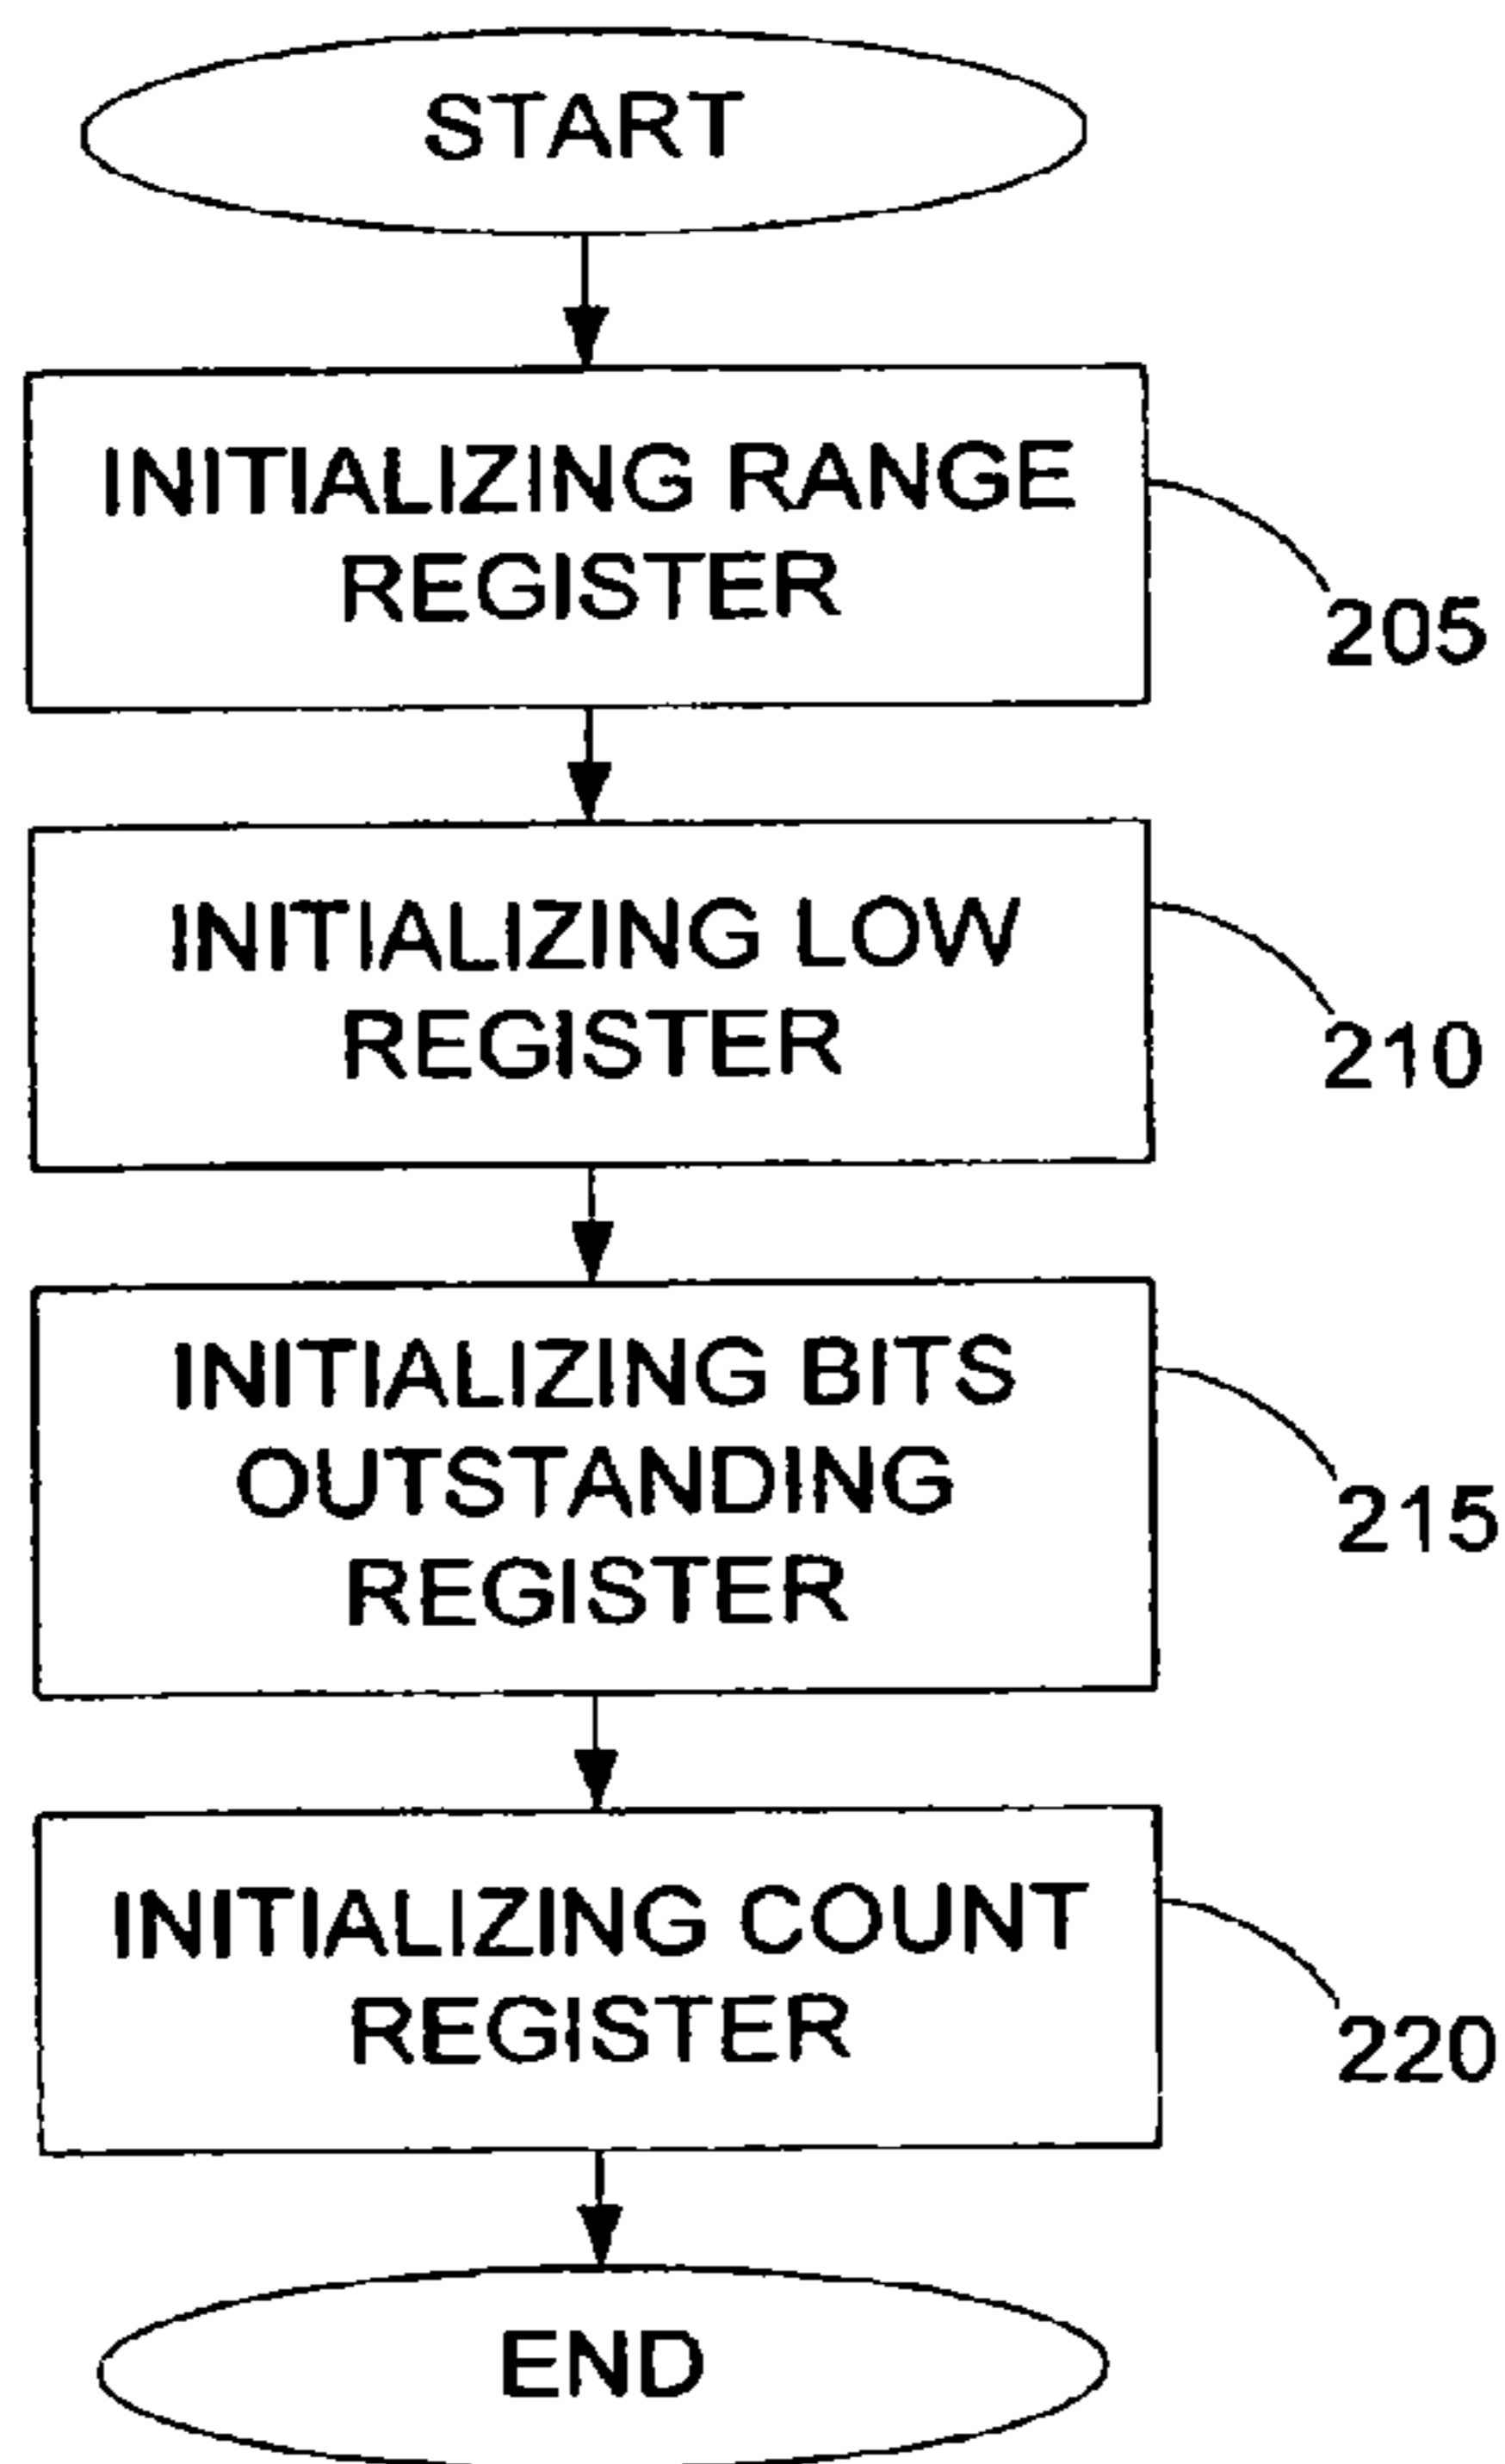 START
INITIALIZING RANGE
REGISTER
205
INITIALIZING LOW
REGISTER
210
INITIALIZING BITS
OUTSTANDING
REGISTER
215
INITIALIZING COUNT
REGISTER
220
END